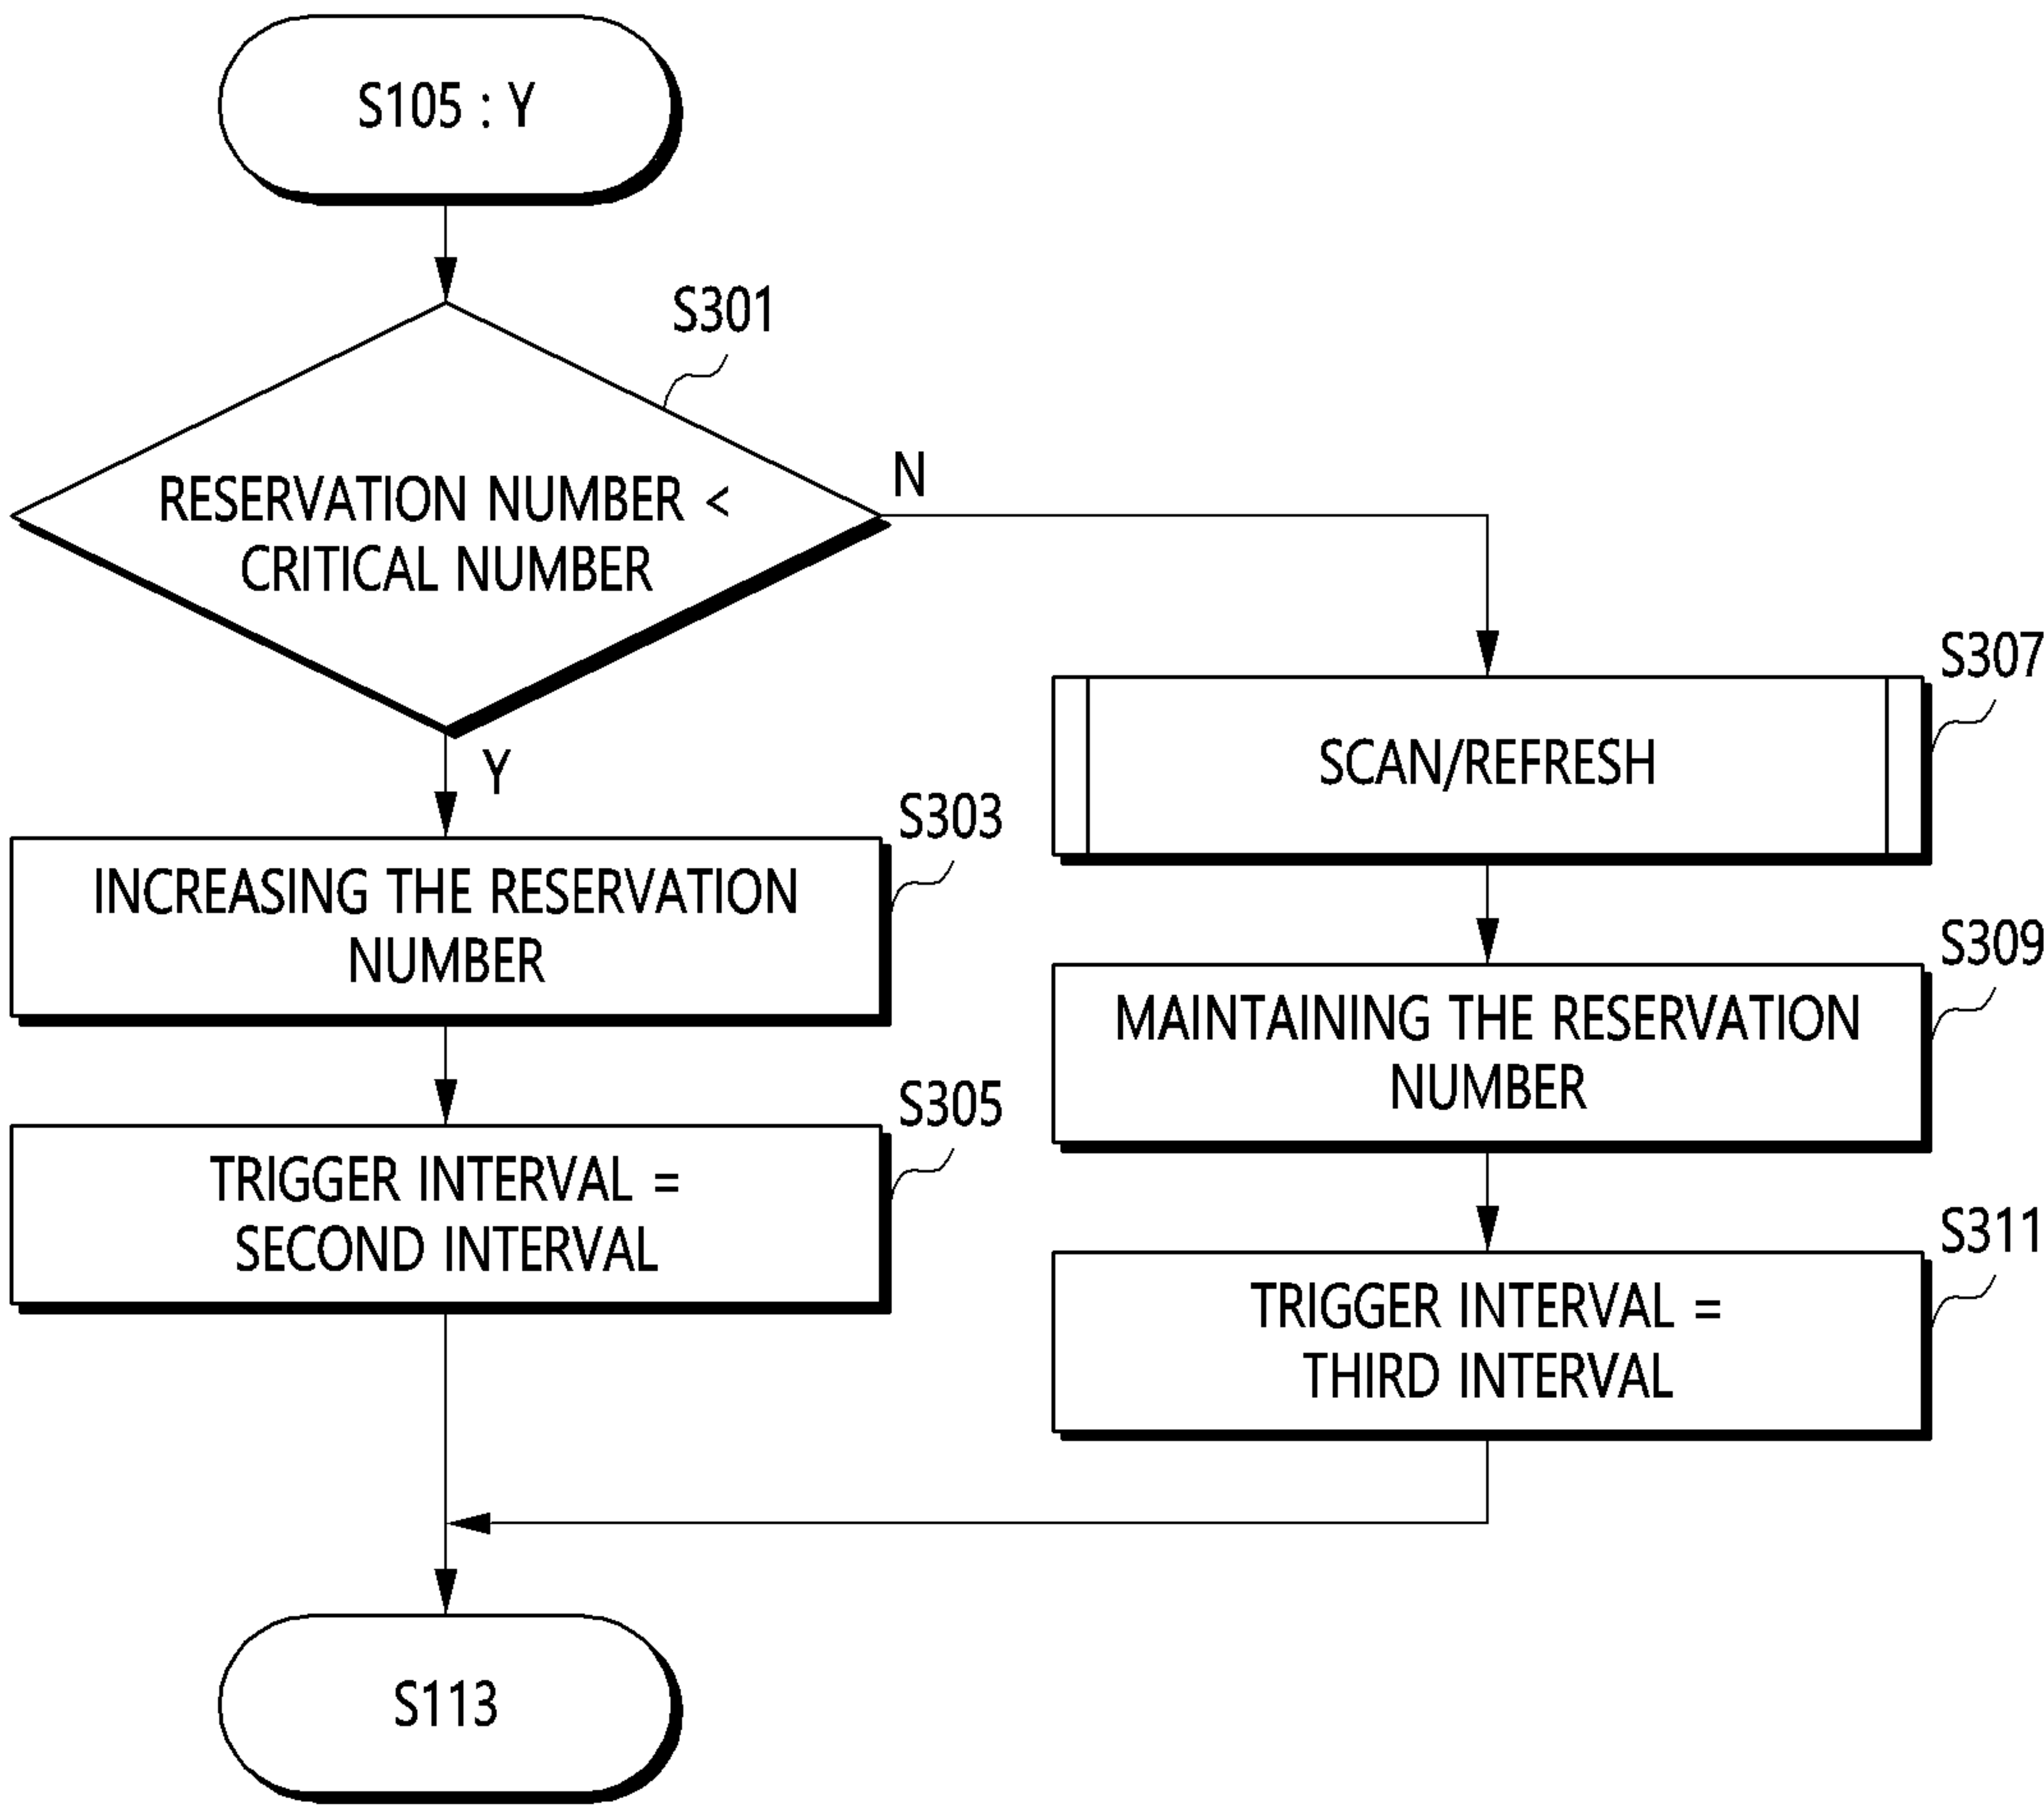 S105 : Y
S301
RESERVATION NUMBER <
CRITICAL NUMBER
N
Y
S303
INCREASING THE RESERVATION
NUMBER
S305
TRIGGER INTERVAL =
SECOND INTERVAL
S307
SCAN/REFRESH
S309
MAINTAINING THE RESERVATION
NUMBER
S311
TRIGGER INTERVAL =
THIRD INTERVAL
S113